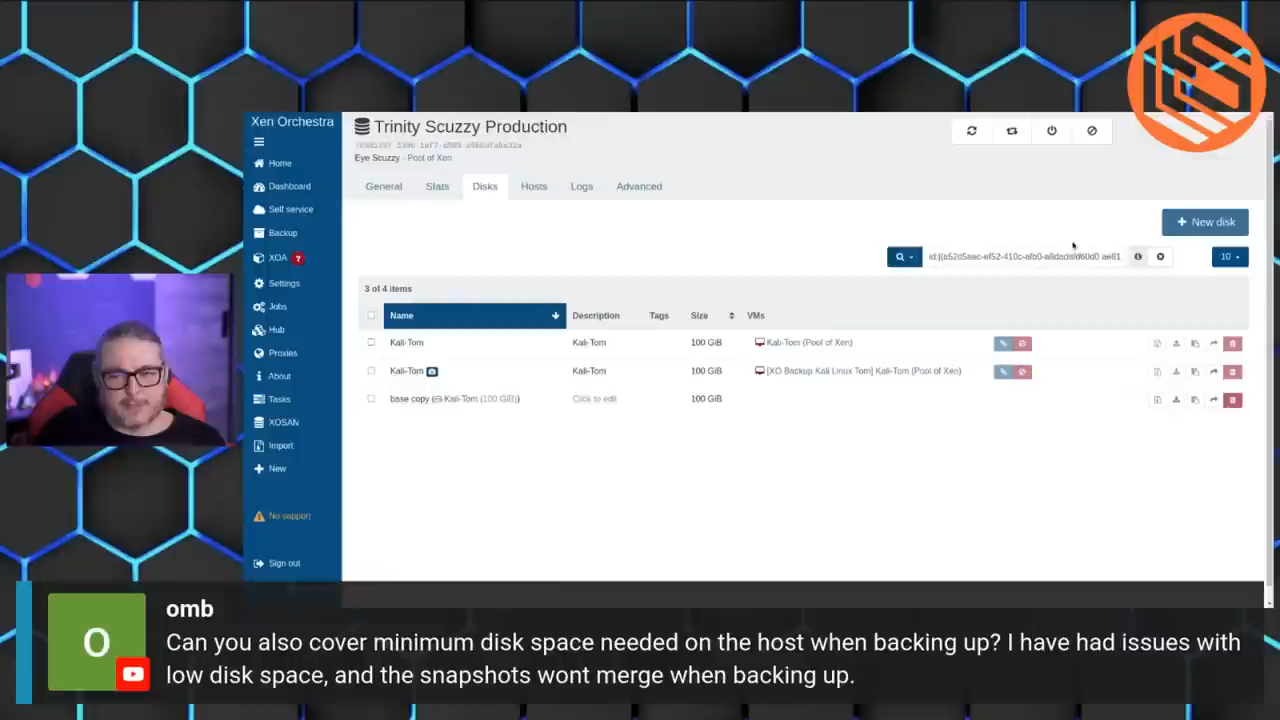 Xen Orchestra
Home
Dashboard
Self service
Backup
XOA ?
Settings
Jobs
Hub
Proxies
About
Tasks
XOSAN
Import
New
No support
Sign out
Trinity Scuzzy Production
Eye Scuzzy - Pool of Xen
General Stats Disks Hosts Logs Advanced
New disk
10
3 of 4 items
Name Description Tags Size VMs
Kali-Tom Kali-Tom 100 GiB Kali-Tom (Pool of Xen)
Kali-Tom Kali-Tom 100 GiB [XO Backup Kali Linux Tom] Kali-Tom (Pool of Xen)
base copy (Kali-Tom (100 GiB)) Click to edit 100 GiB
O
omb
Can you also cover minimum disk space needed on the host when backing up? I have had issues with
low disk space, and the snapshots wont merge when backing up.